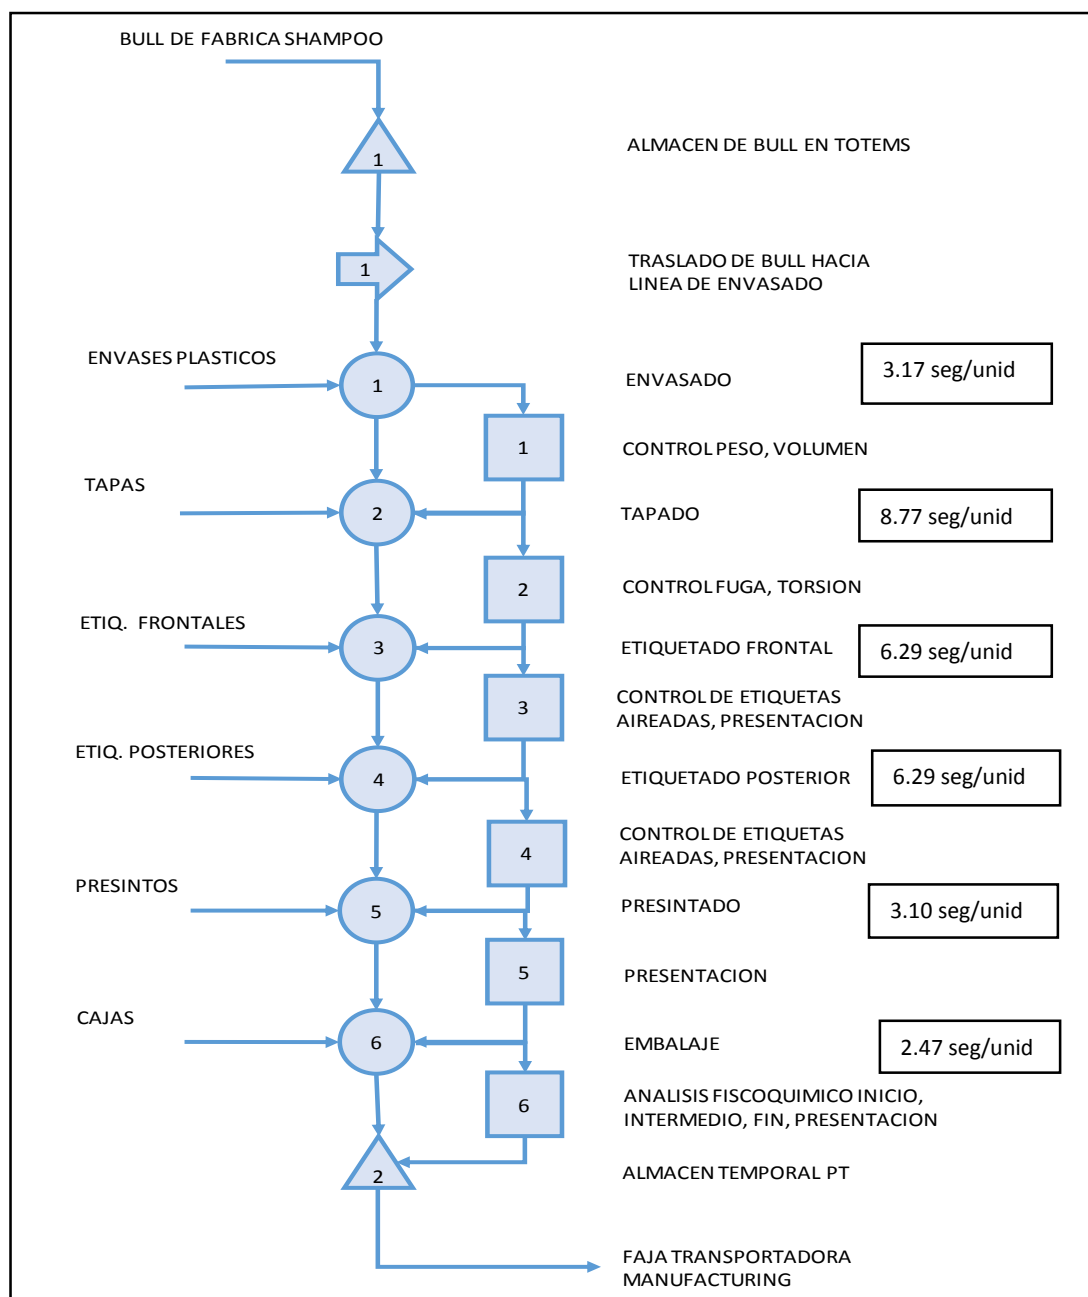 BULL DE FABRICA SHAMPOO
1
ALMACEN DE BULL EN TOTEMS
1
TRASLADO DE BULL HACIA
LINEA DE ENVASADO
ENVASES PLASTICOS
1
ENVASADO
3.17 seg/unid
1
CONTROL PESO, VOLUMEN
TAPAS
2
TAPADO
8.77 seg/unid
2
CONTROL FUGA, TORSION
ETIQ. FRONTALES
3
ETIQUETADO FRONTAL
6.29 seg/unid
3
CONTROL DE ETIQUETAS
AIREADAS, PRESENTACION
ETIQ. POSTERIORES
4
ETIQUETADO POSTERIOR
6.29 seg/unid
4
CONTROL DE ETIQUETAS
AIREADAS, PRESENTACION
PRESINTOS
5
PRESINTADO
3.10 seg/unid
5
PRESENTACION
CAJAS
6
EMBALAJE
2.47 seg/unid
6
ANALISIS FISCOQUIMICO INICIO,
INTERMEDIO, FIN, PRESENTACION
2
ALMACEN TEMPORAL PT
FAJA TRANSPORTADORA
MANUFACTURING